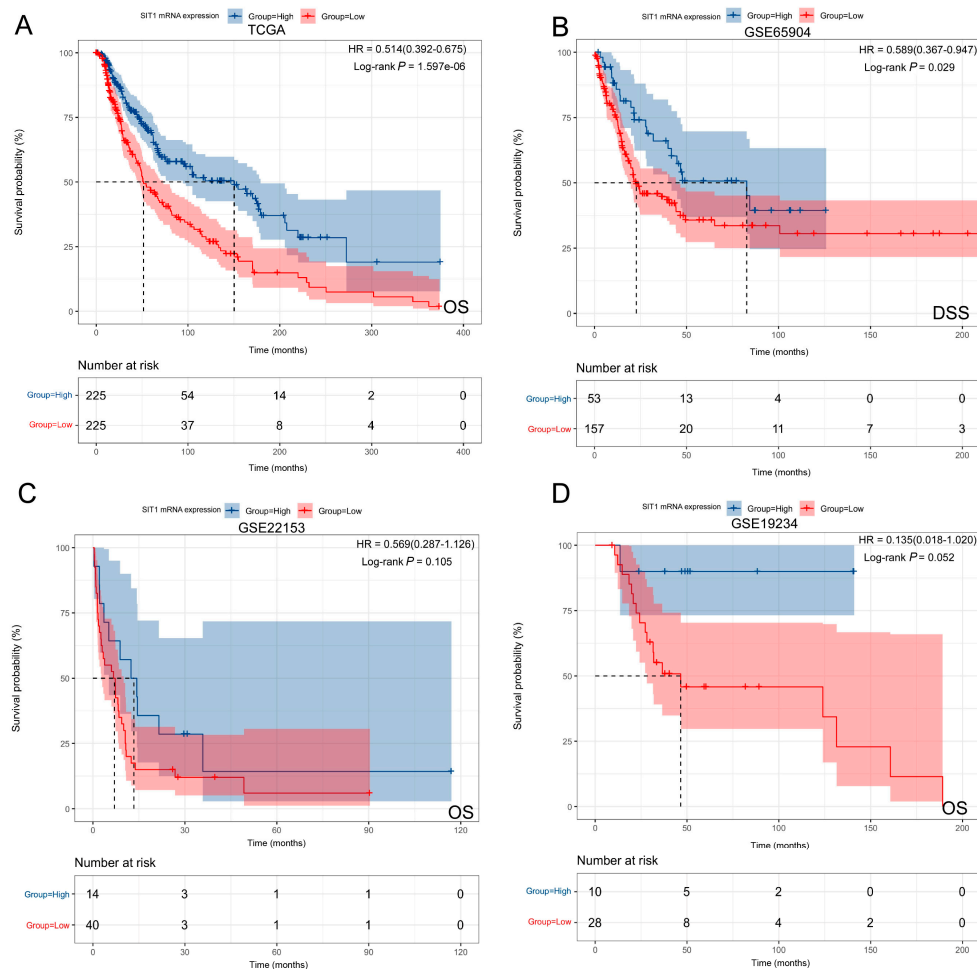 A
SIT1 mRNA expression Group=High Group=Low
TCGA
HR = 0.514(0.392-0.675)
Log-rank P = 1.597e-06
Survival probability (%)
100
75
50
25
0
OS
0 100 200 300 400
Time (months)
Number at risk
Group=High 225 54 14 2 0
Group=Low 225 37 8 4 0
0 100 200 300 400
Time (months)
B
SIT1 mRNA expression Group=High Group=Low
GSE65904
HR = 0.589(0.367-0.947)
Log-rank P = 0.029
Survival probability (%)
100
75
50
25
0
DSS
0 50 100 150 200
Time (months)
Number at risk
Group=High 53 13 4 0 0
Group=Low 157 20 11 7 3
0 50 100 150 200
Time (months)
C
SIT1 mRNA expression Group=High Group=Low
GSE22153
HR = 0.569(0.287-1.126)
Log-rank P = 0.105
Survival probability (%)
100
75
50
25
0
OS
0 30 60 90 120
Time (months)
Number at risk
Group=High 14 3 1 1 0
Group=Low 40 3 1 1 0
0 30 60 90 120
Time (months)
D
SIT1 mRNA expression Group=High Group=Low
GSE19234
HR = 0.135(0.018-1.020)
Log-rank P = 0.052
Survival probability (%)
100
75
50
25
0
OS
0 50 100 150 200
Time (months)
Number at risk
Group=High 10 5 2 0 0
Group=Low 28 8 4 2 0
0 50 100 150 200
Time (months)